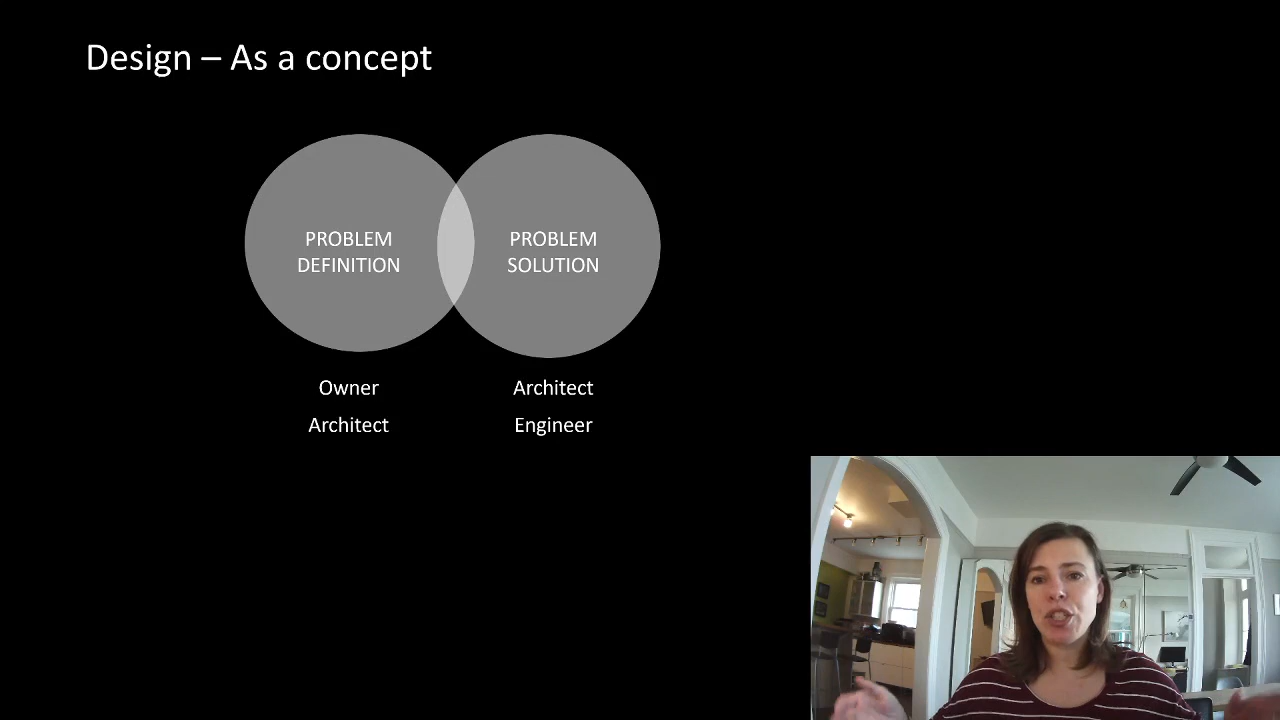 Design – As a concept
PROBLEM
DEFINITION
PROBLEM
SOLUTION
Owner
Architect
Architect
Engineer